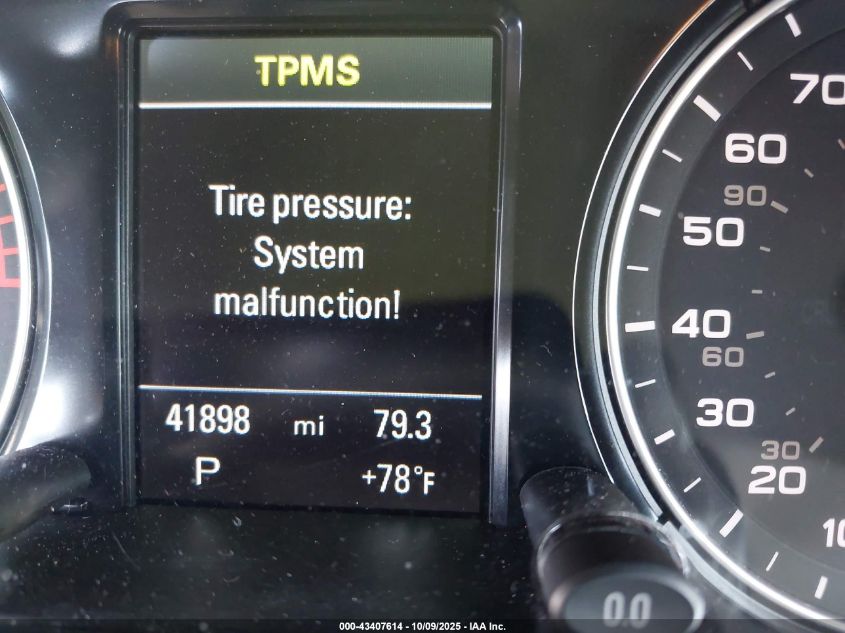 TPMS
Tire pressure:
System
malfunction!
41898 mi 79.3
P +78°F
70
60
90
50
40
60
30
30
20
10
0.0
000-43407614 - 10/09/2025 - IAA Inc.